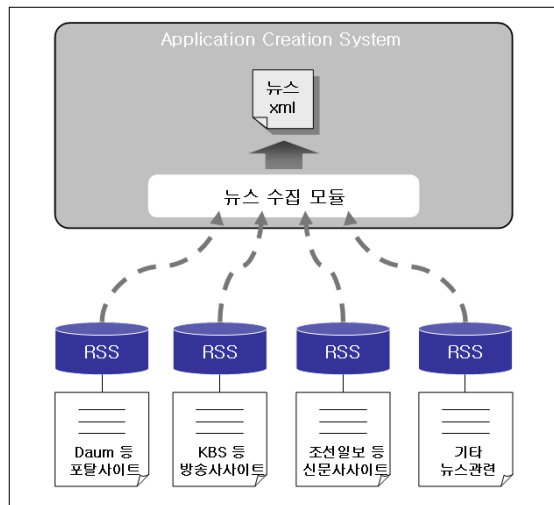 Application Creation System
뉴스
xml
뉴스 수집 모듈
RSS
RSS
RSS
RSS
Daum 등
포탈사이트
KBS 등
방송사사이트
조선일보 등
신문사사이트
기타
뉴스관련